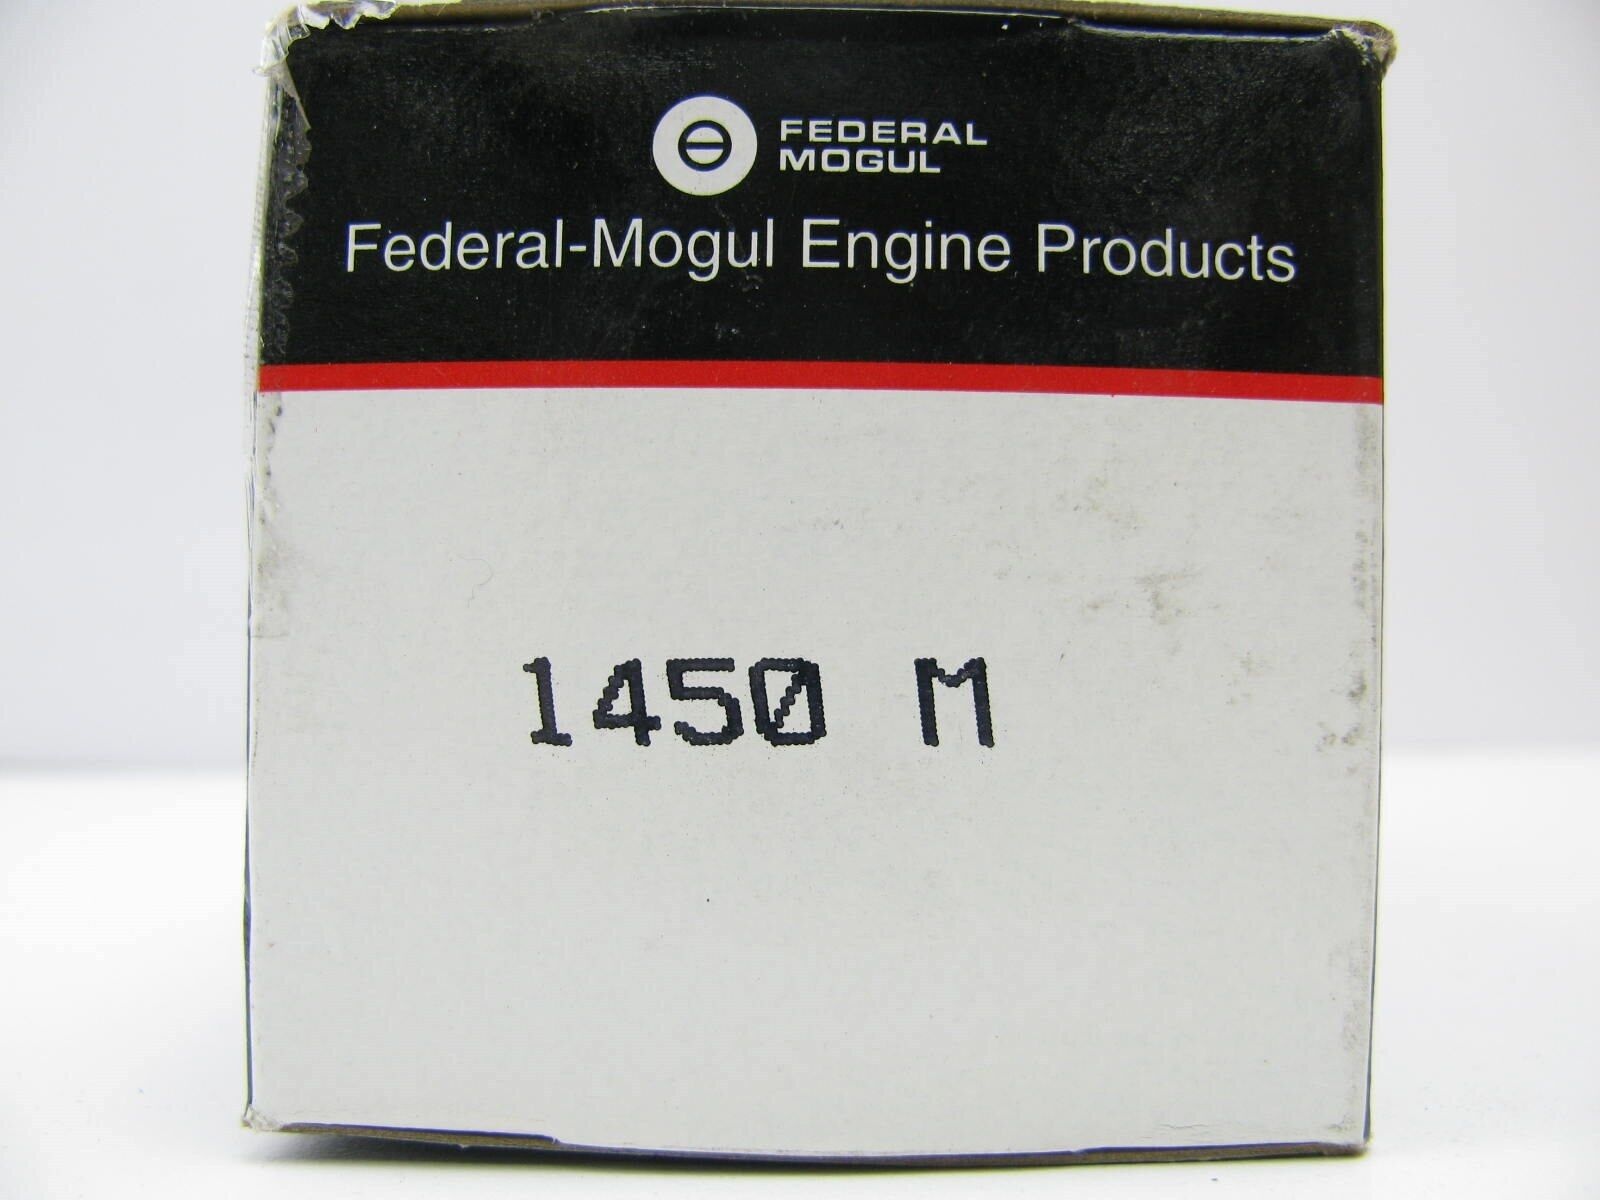 FEDERAL
MOGUL
Federal-Mogul Engine Products
1450 M